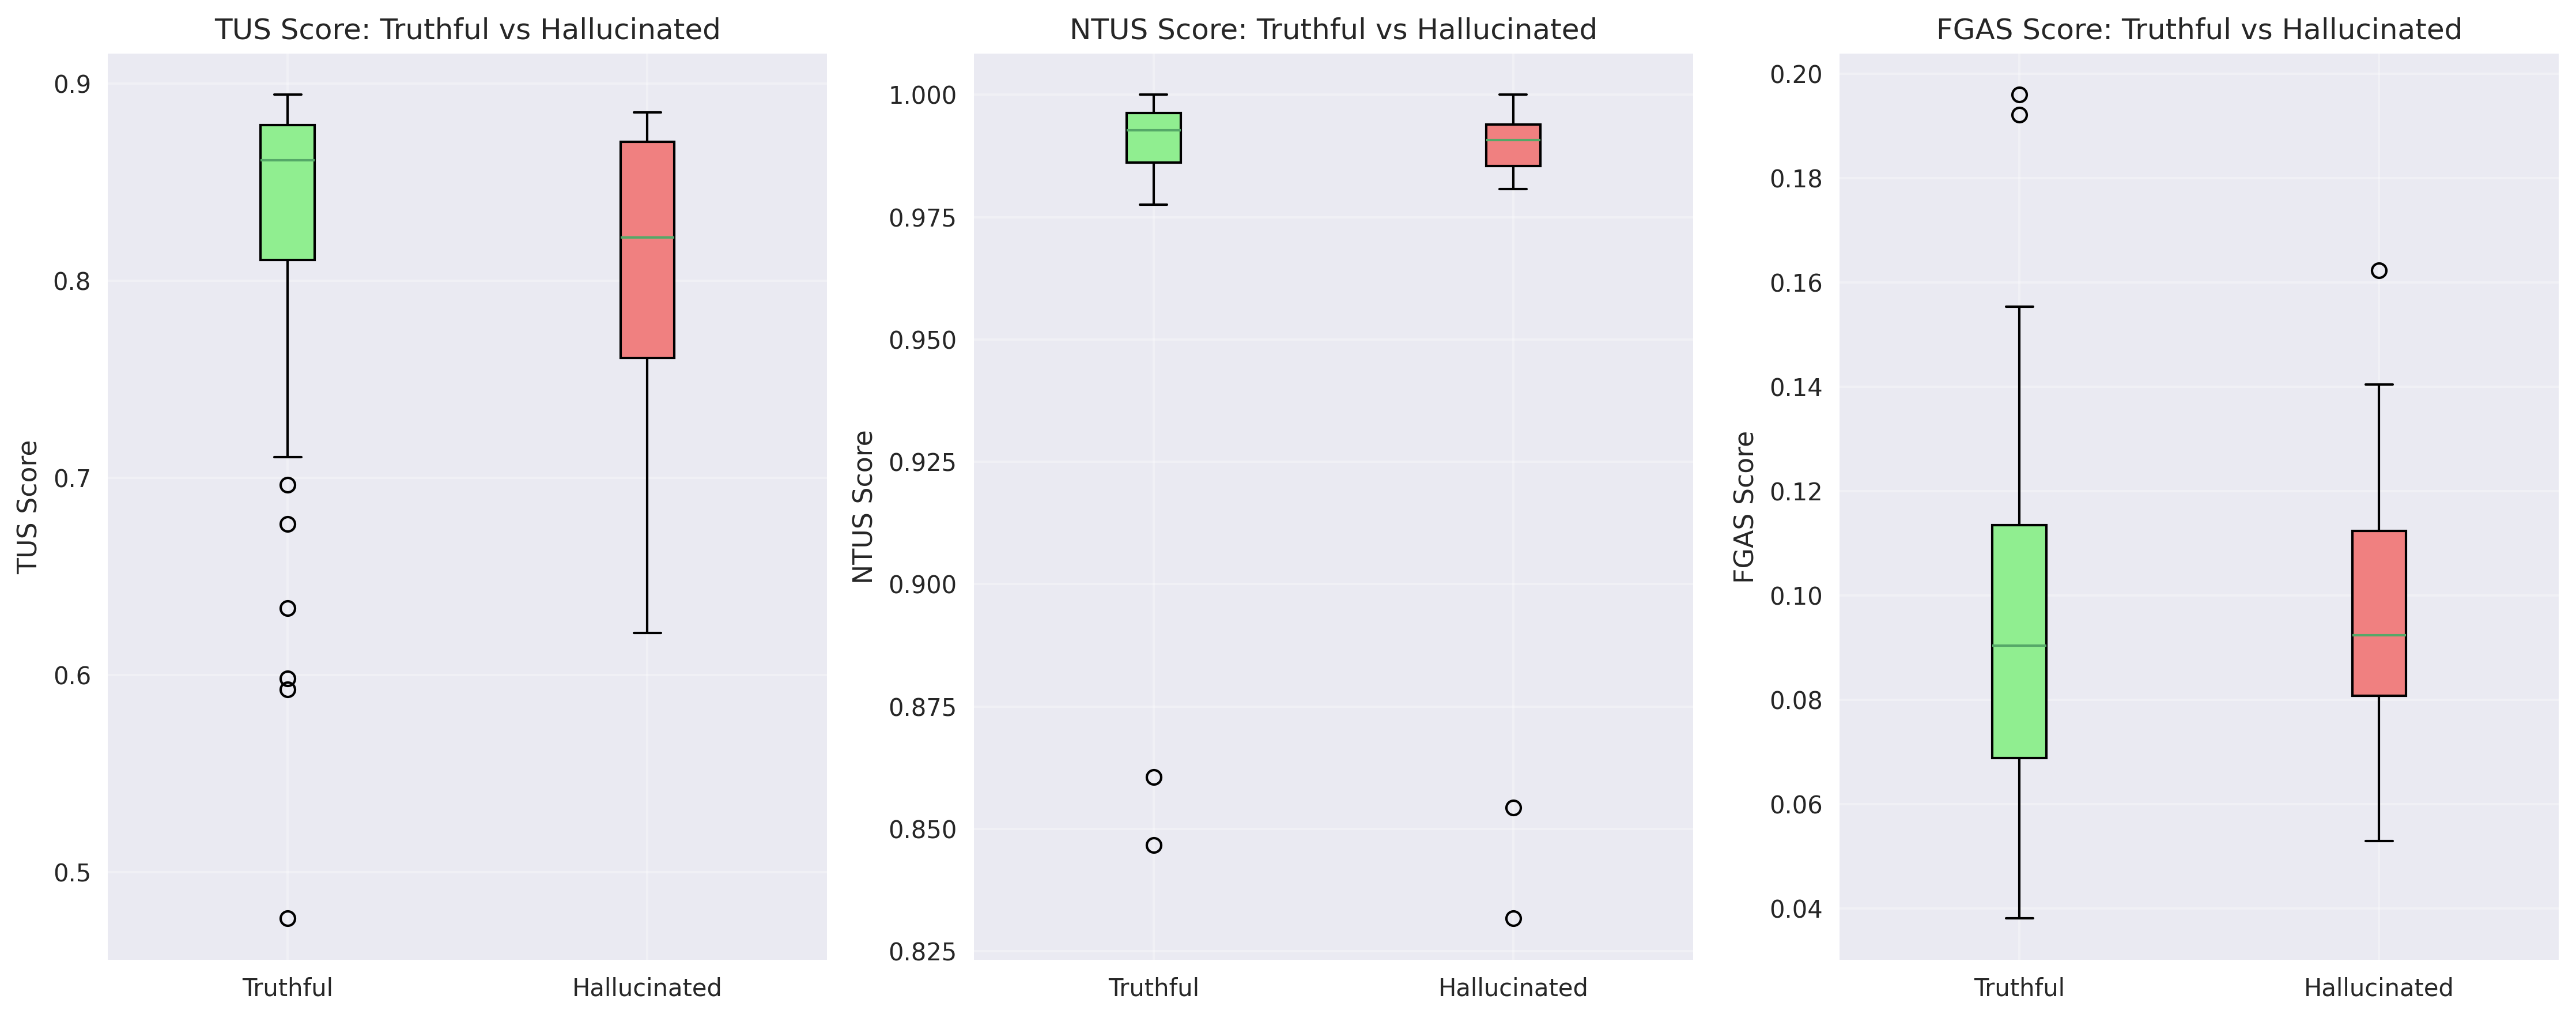 TUS Score: Truthful vs Hallucinated
TUS Score
0.9
0.8
0.7
0.6
0.5
Truthful
Hallucinated
NTUS Score: Truthful vs Hallucinated
NTUS Score
1.000
0.975
0.950
0.925
0.900
0.875
0.850
0.825
Truthful
Hallucinated
FGAS Score: Truthful vs Hallucinated
FGAS Score
0.20
0.18
0.16
0.14
0.12
0.10
0.08
0.06
0.04
Truthful
Hallucinated